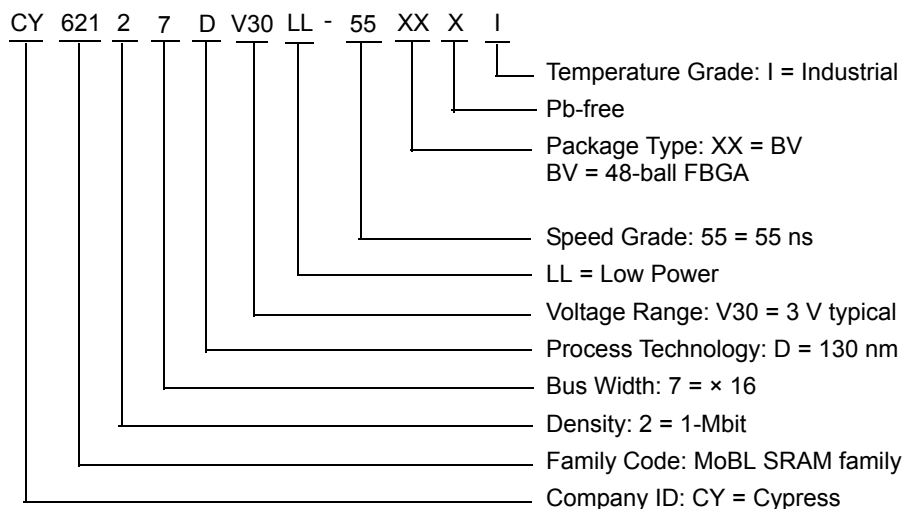 CY 621 2 7 D V30 LL - 55 XX X I
Temperature Grade: I = Industrial
Pb-free
Package Type: XX = BV
BV = 48-ball FBGA
Speed Grade: 55 = 55 ns
LL = Low Power
Voltage Range: V30 = 3 V typical
Process Technology: D = 130 nm
Bus Width: 7 = × 16
Density: 2 = 1-Mbit
Family Code: MoBL SRAM family
Company ID: CY = Cypress